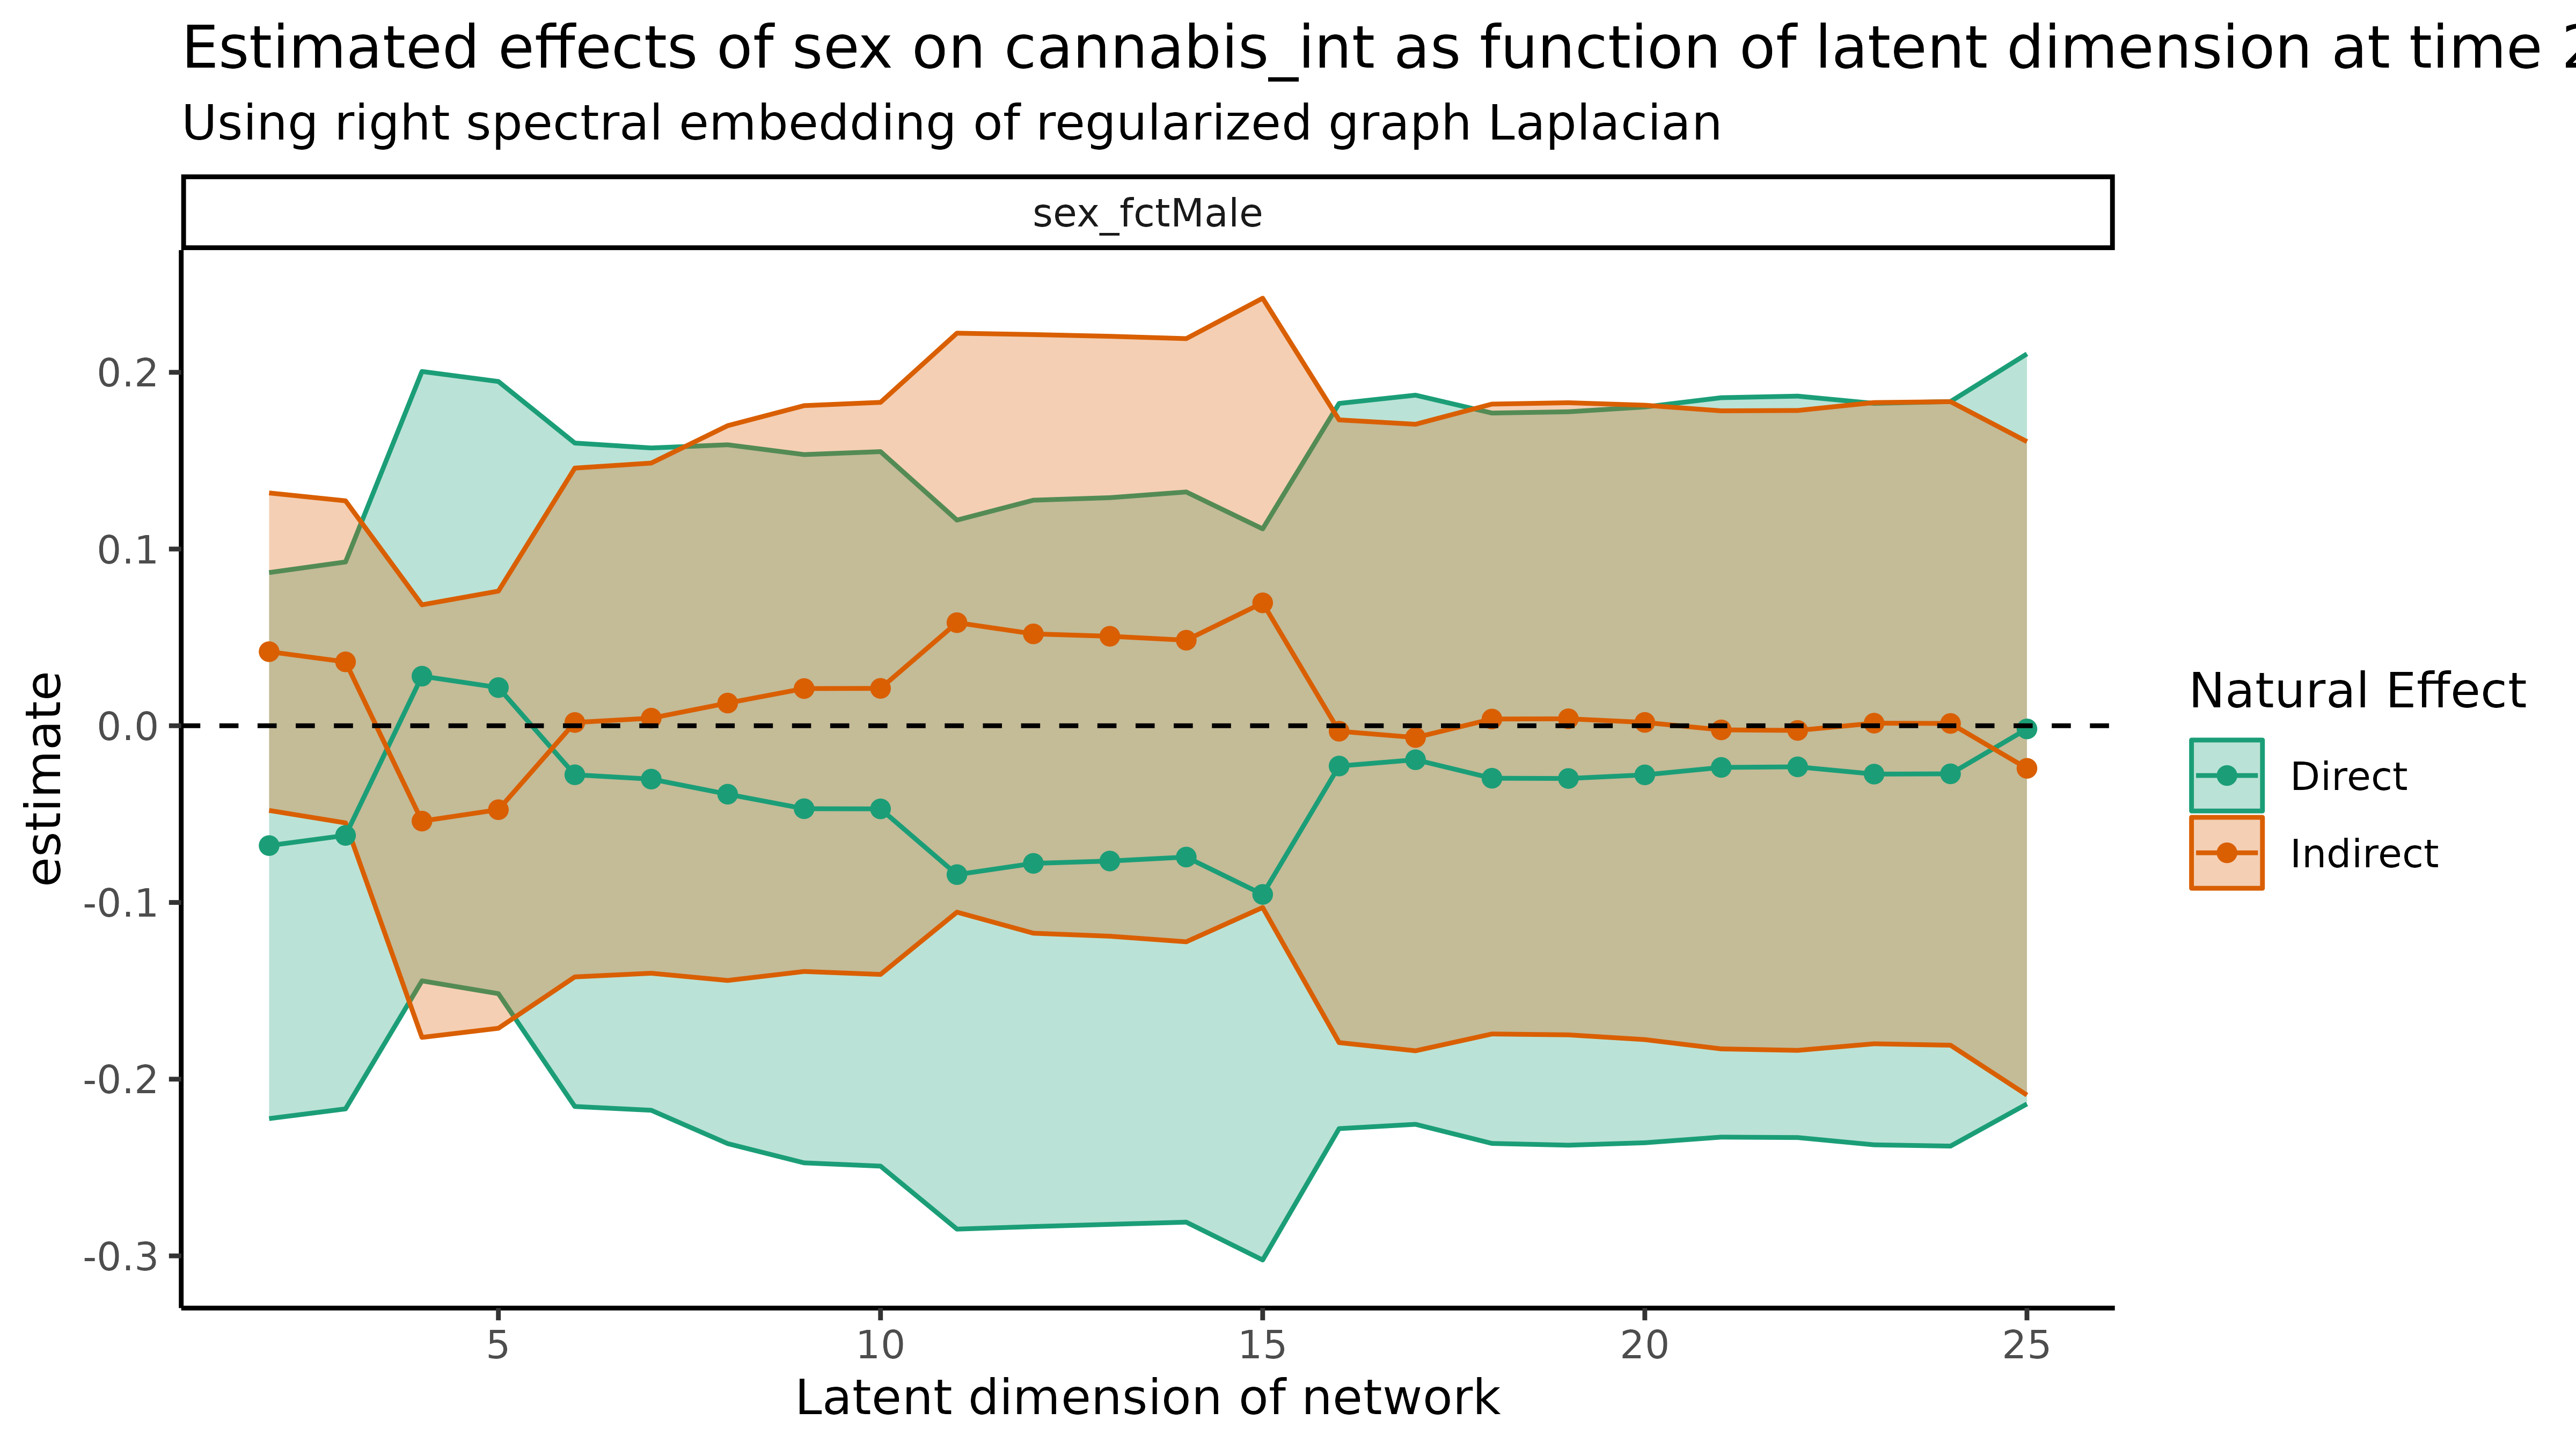 Estimated effects of sex on cannabis_int as function of latent dimension at time 2
Using right spectral embedding of regularized graph Laplacian
sex_fctMale
0.2
0.1
0.0
-0.1
-0.2
-0.3
estimate
5 10 15 20 25
Latent dimension of network
Natural Effect
Direct
Indirect